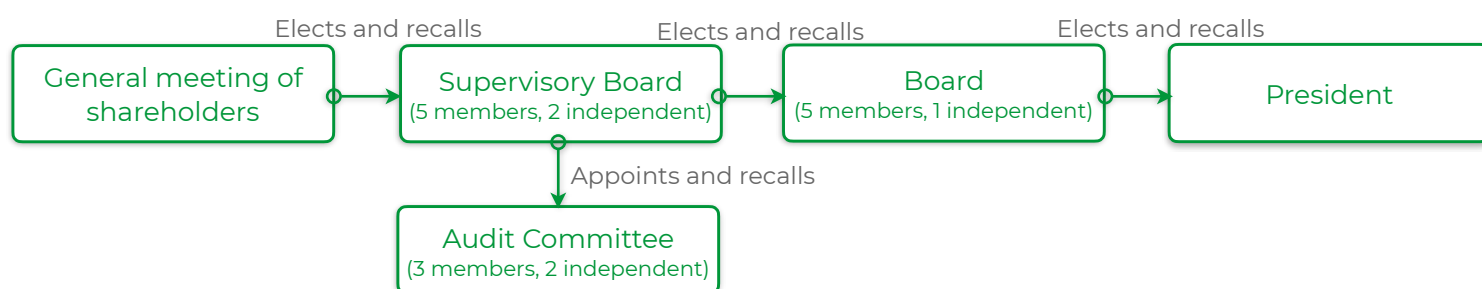 Elects and recalls
Elects and recalls
Elects and recalls
General meeting of
shareholders
Supervisory Board
(5 members, 2 independent)
Board
(5 members, 1 independent)
President
Appoints and recalls
Audit Committee
(3 members, 2 independent)